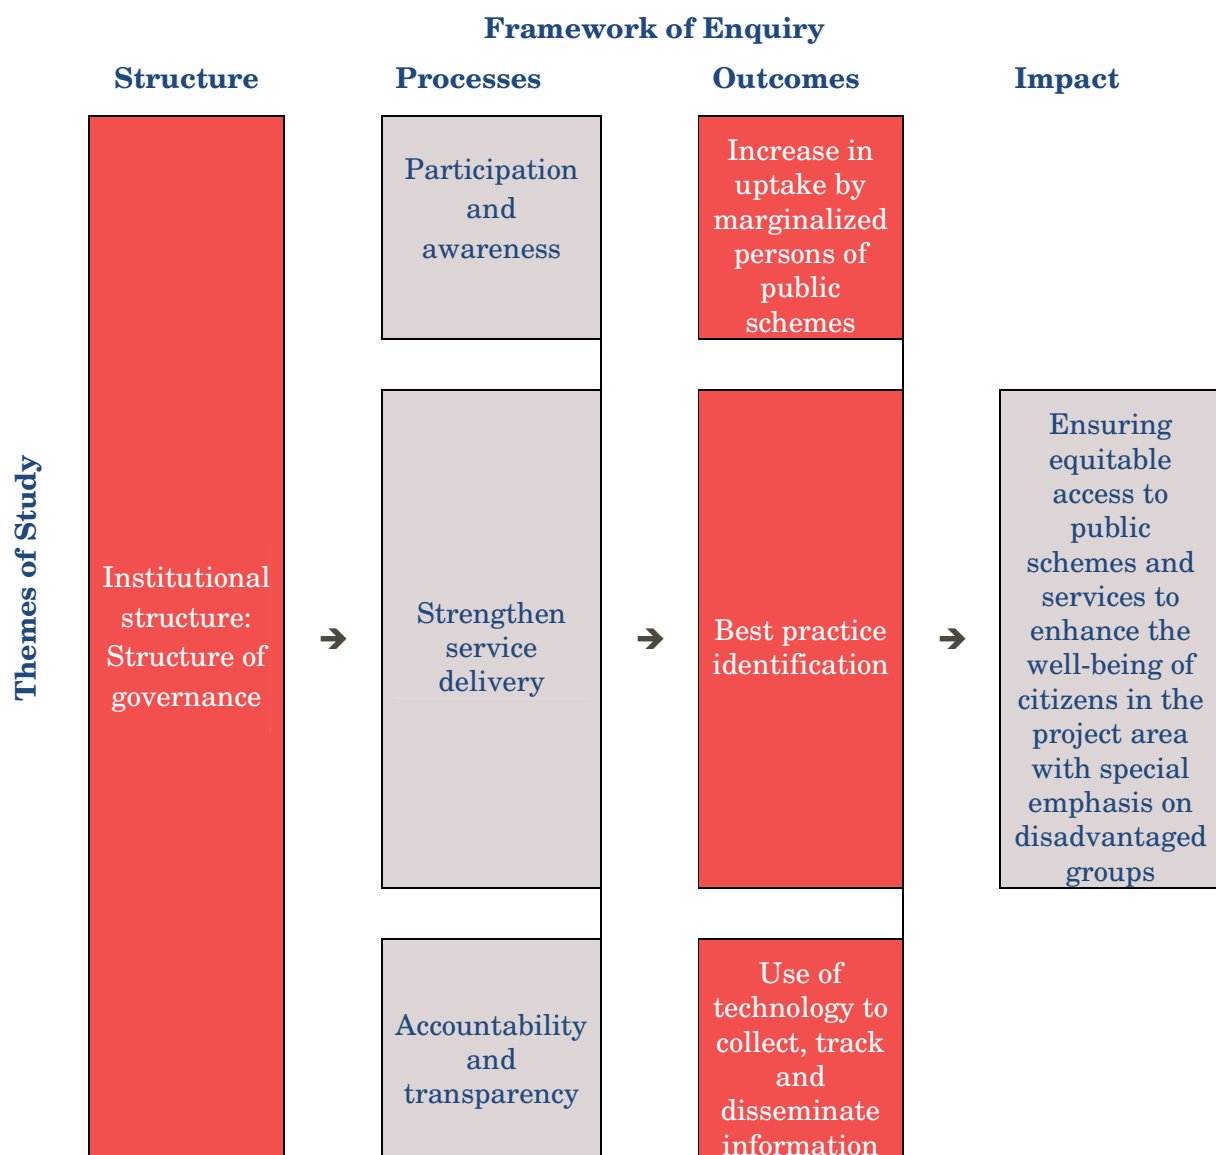 Framework of Enquiry
Structure
Processes
Outcomes
Impact
Themes of Study
Institutional
structure:
Structure of
governance
Participation
and
awareness
Strengthen
service
delivery
Accountability
and
transparency
Increase in
uptake by
marginalized
persons of
public
schemes
Best practice
identification
Use of
technology to
collect, track
and
disseminate
information
Ensuring
equitable
access to
public
schemes and
services to
enhance the
well-being of
citizens in the
project area
with special
emphasis on
disadvantaged
groups